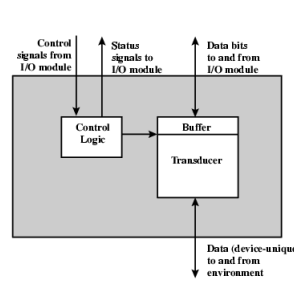 Control
signals from
I/O module
Status
signals to
I/O module
Data bits
to and from
I/O module
Control
Logic
Buffer
Transducer
Data (device-unique
to and from
environment